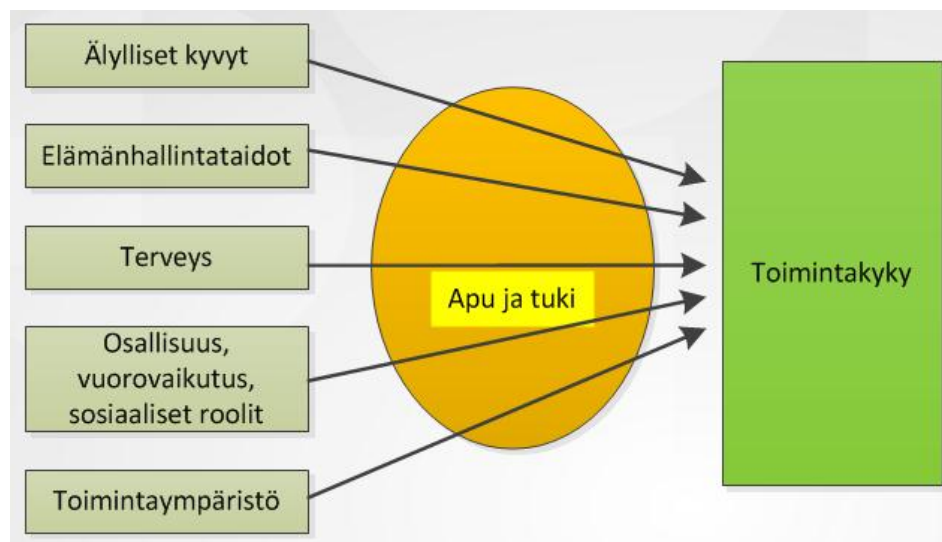 Älylliset kyvyt
Elämänhallintataidot
Terveys
Osallisuus,
vuorovaikutus,
sosiaaliset roolit
Toimintaympäristö
Apu ja tuki
Toimintakyky